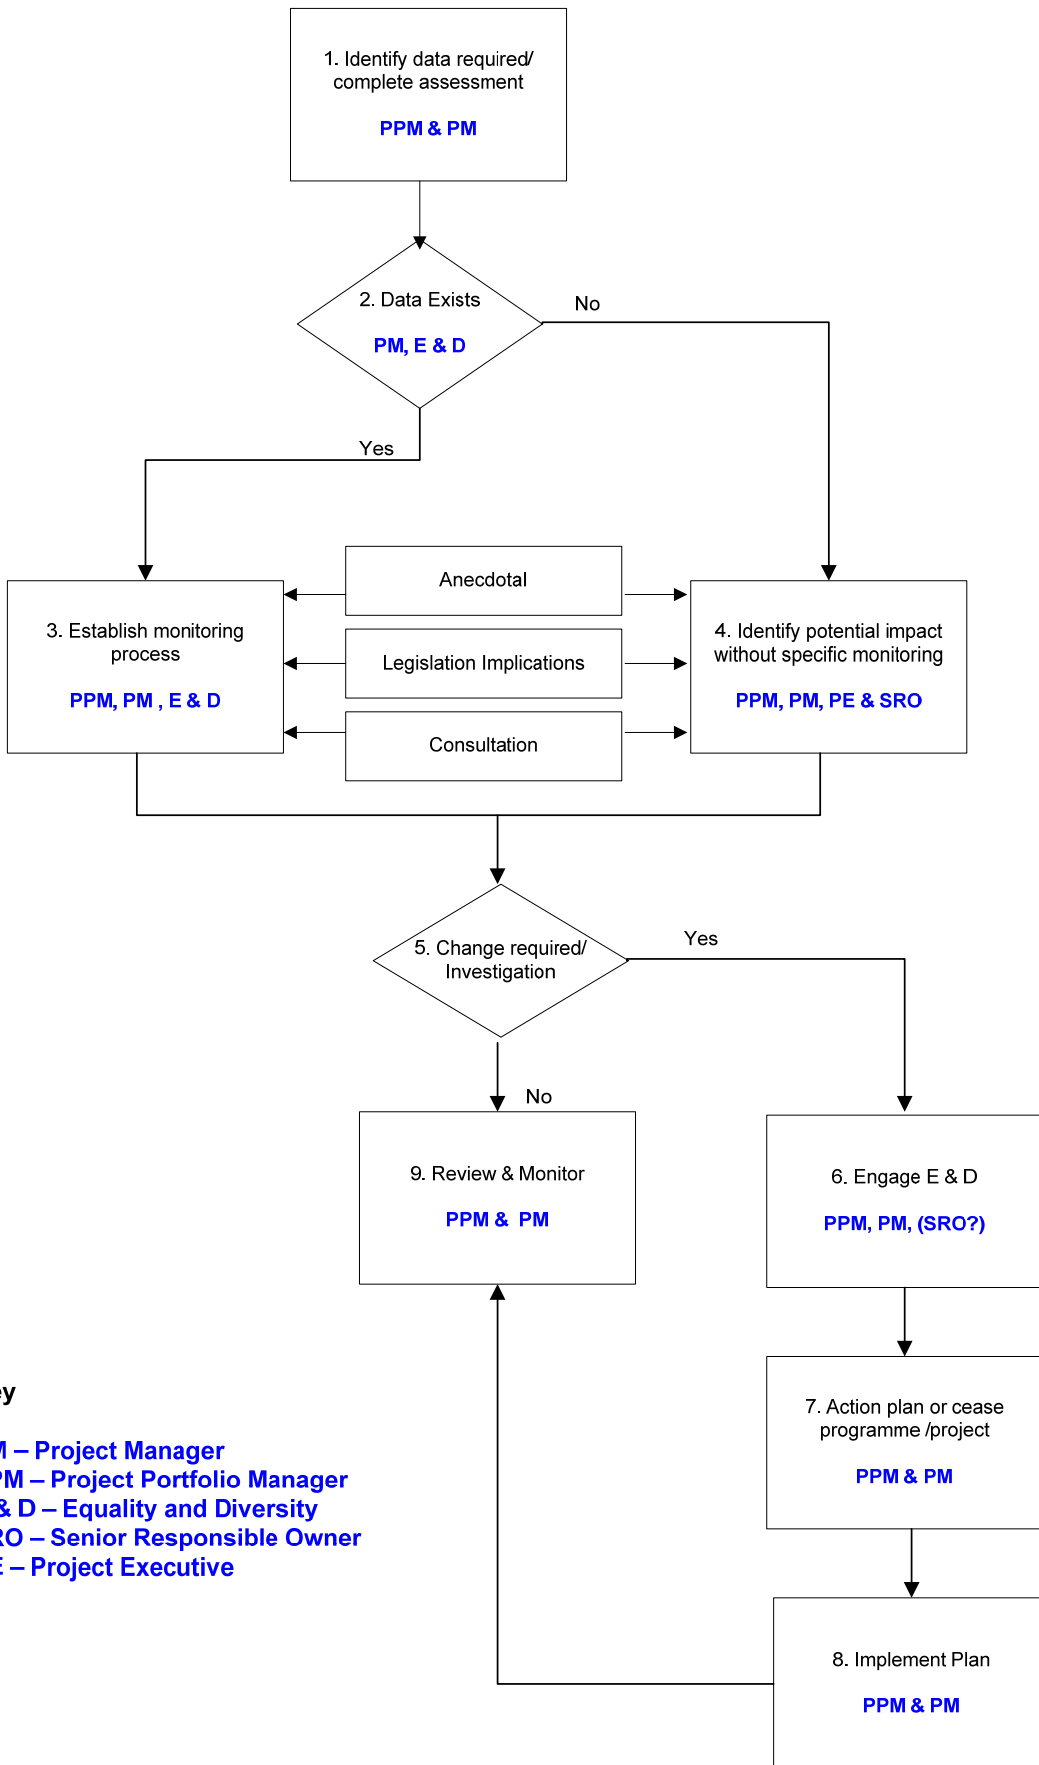 1. Identify data required/
complete assessment
PPM & PM
2. Data Exists
PM, E & D
No
Yes
Anecdotal
3. Establish monitoring
process
PPM, PM , E & D
Legislation Implications
4. Identify potential impact
without specific monitoring
PPM, PM, PE & SRO
Consultation
5. Change required/
Investigation
Yes
No
9. Review & Monitor
PPM &  PM
6. Engage E & D
PPM, PM, (SRO?)
7. Action plan or cease
programme /project
PPM & PM
8. Implement Plan
PPM & PM
ey
M – Project Manager
PM – Project Portfolio Manager
& D – Equality and Diversity
RO – Senior Responsible Owner
E – Project Executive